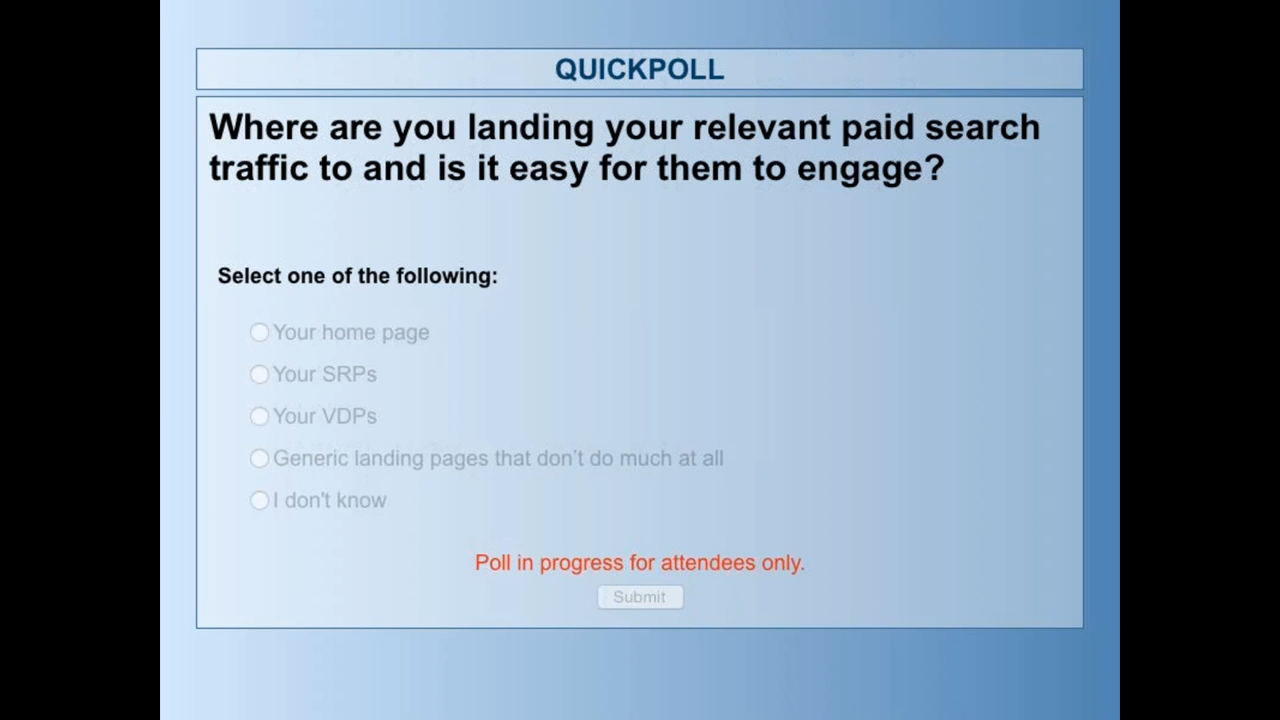 QUICKPOLL
Where are you landing your relevant paid search
traffic to and is it easy for them to engage?
Select one of the following:
Your home page
Your SRPs
Your VDPs
Generic landing pages that don't do much at all
I don't know
Poll in progress for attendees only.
Submit